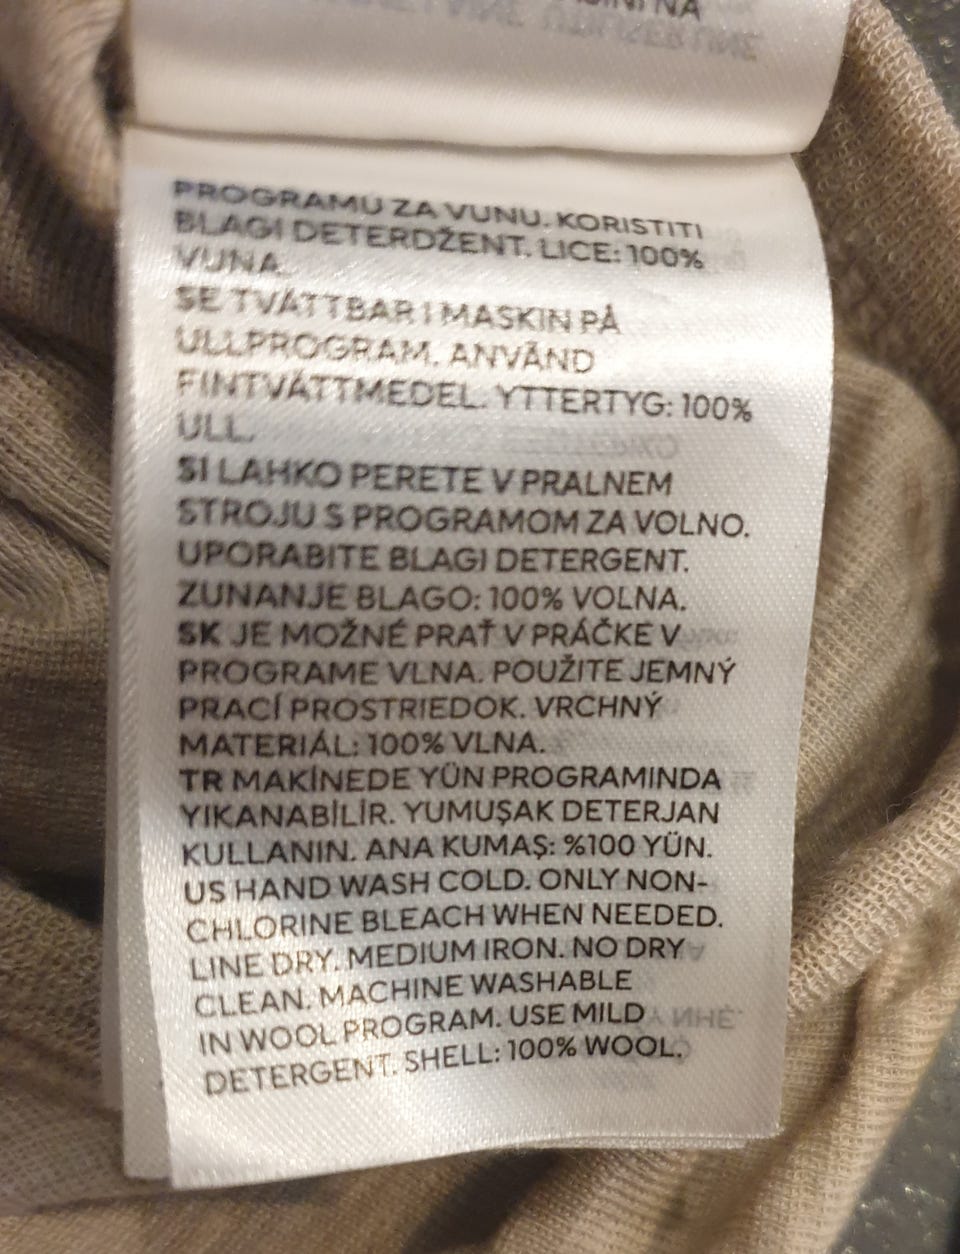 PROGRAMU ZA VUNU. KORISTITI
BLAGI DETERDŽENT. LICE: 100%
VUNA.
SE TVÄTTBAR I MASKIN PÅ
ULLPROGRAM. ANVÄND
FINTVÄTTMEDEL. YTTERTYG: 100%
ULL.
SI LAHKO PERETE V PRALNEM
STROJU S PROGRAMOM ZA VOLNO.
UPORABITE BLAGI DETERGENT.
ZUNANJE BLAGO: 100% VOLNA.
SK JE MOŽNÉ PRAŤ V PRÁČKE V
PROGRAME VLNA. POUŽITE JEMNÝ
PRACÍ PROSTRIEDOK. VRCHNÝ
MATERIÁL: 100% VLNA.
TR MAKİNEDE YÜN PROGRAMINDA
YIKANABİLİR. YUMUŞAK DETERJAN
KULLANIN. ANA KUMAŞ: %100 YÜN.
US HAND WASH COLD. ONLY NON-
CHLORINE BLEACH WHEN NEEDED.
LINE DRY. MEDIUM IRON. NO DRY
CLEAN. MACHINE WASHABLE
IN WOOL PROGRAM. USE MILD
DETERGENT. SHELL: 100% WOOL.